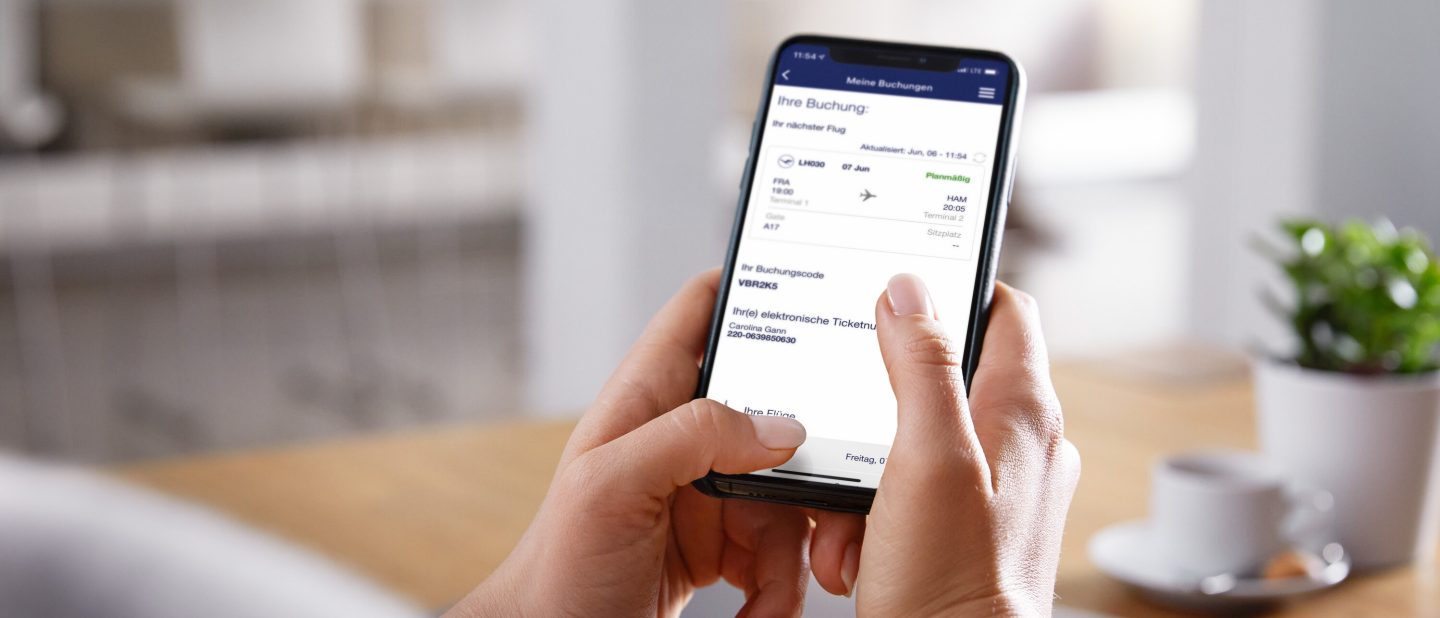 11:54
LTE
Meine Buchungen
Ihre Buchung:
Ihr nächster Flug
Aktualisiert: Jun, 06 - 11:54
LH030 07 Jun Planmäßig
FRA HAM
19:00 20:05
Terminal 1 Terminal 2
Gate Sitzplatz
A17 --
Ihr Buchungscode
VBR2K5
Ihr(e) elektronische
Carolina Gann
220-0639850630
Ihre Flüge
Freitag,